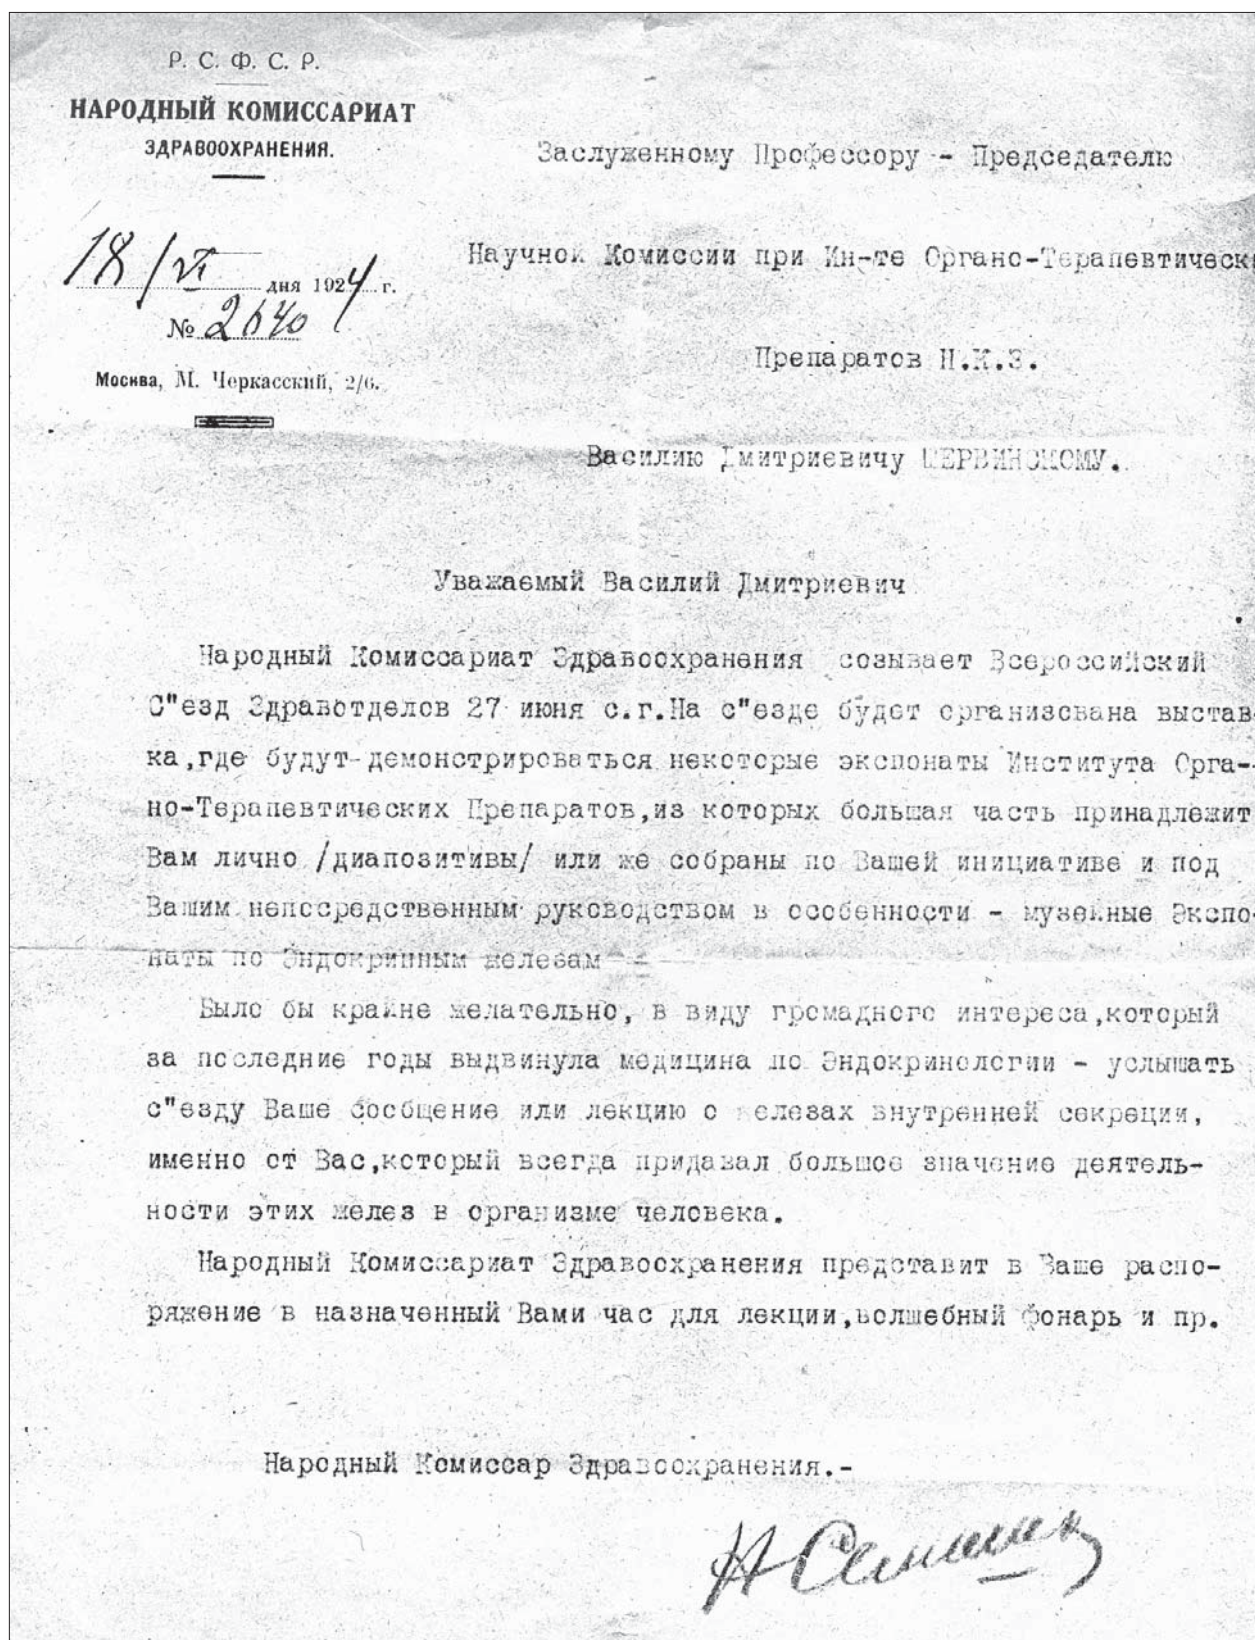 Р. С. Ф. С. Р.
НАРОДНЫЙ КОМИССАРИАТ
ЗДРАВООХРАНЕНИЯ.
18/VI дня 1924 г.
№ 2640
Москва, М. Черкасский, 2/6.
Заслуженному Профессору - Председателю
Научной Комиссии при Ин-те Органо-Терапевтическ
Препаратов Н.К.З.
Василию Дмитриевичу ШЕРВИНСКОМУ.
Уважаемый Василий Дмитриевич
Народный Комиссариат Здравоохранения созывает Всероссийский
С"езд Здравотделов 27 июня с.г.На с"езде будет организована выстав-
ка,где будут-демонстрироваться некоторые экспонаты Института Орга-
но-Терапевтических Препаратов,из которых большая часть принадлежит
Вам лично /диапозитивы/ или же собраны по Вашей инициативе и под
Вашим непосредственным руководством в особенности - музейные Экспо-
наты по Эндокринным железам
Было бы крайне желательно, в виду громадного интереса,который
за последние годы выдвинула медицина по Эндокринологии - услышать
с"езду Ваше сообщение или лекцию о железах внутренней секреции,
именно от Вас,который всегда придавал большое значение деятель-
ности этих желез в организме человека.
Народный Комиссариат Здравоохранения представит в Ваше распо-
ряжение в назначенный Вами час для лекции,волшебный фонарь и пр.
Народный Комиссар Здравоохранения.-
Н Семашко